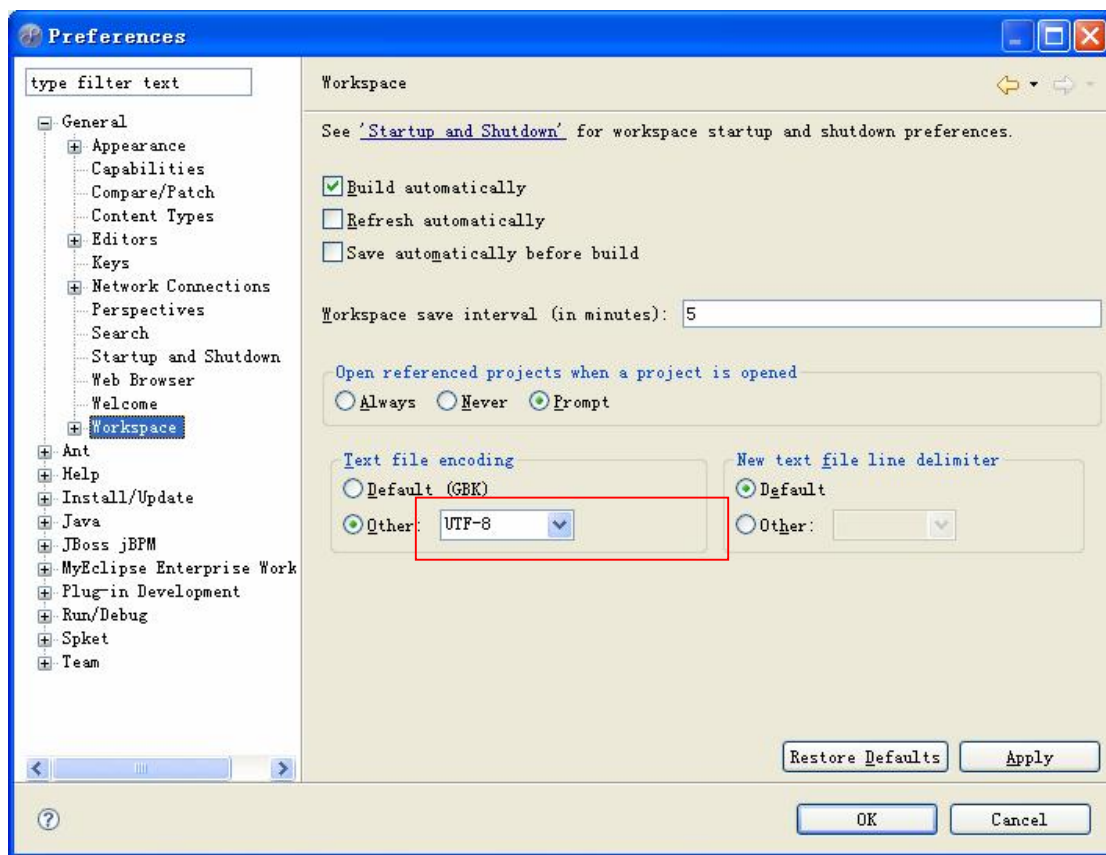 Preferences
type filter text
General
Appearance
Capabilities
Compare/Patch
Content Types
Editors
Keys
Network Connections
Perspectives
Search
Startup and Shutdown
Web Browser
Welcome
Workspace
Ant
Help
Install/Update
Java
JBoss jBPM
MyEclipse Enterprise Work
Plug-in Development
Run/Debug
Spket
Team
Workspace
See 'Startup and Shutdown' for workspace startup and shutdown preferences.
Build automatically
Refresh automatically
Save automatically before build
Workspace save interval (in minutes): 5
Open referenced projects when a project is opened
Always Never Prompt
Text file encoding
Default (GBK)
Other: UTF-8
New text file line delimiter
Default
Other:
Restore Defaults Apply
? OK Cancel